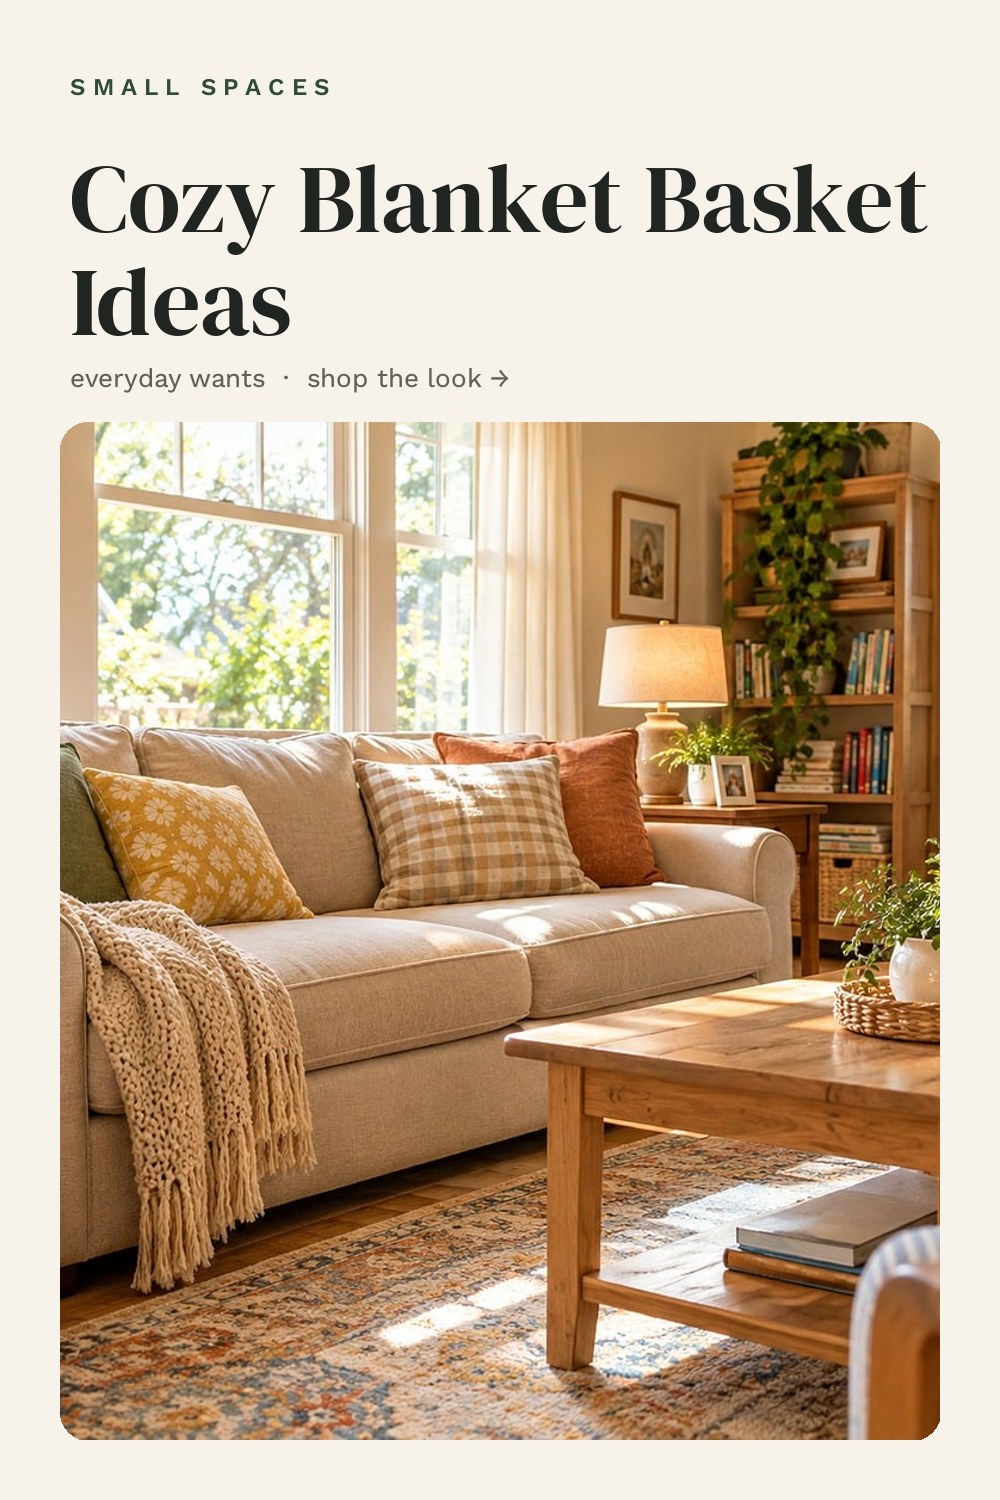 SMALL SPACES
Cozy Blanket Basket
Ideas
everyday wants · shop the look →